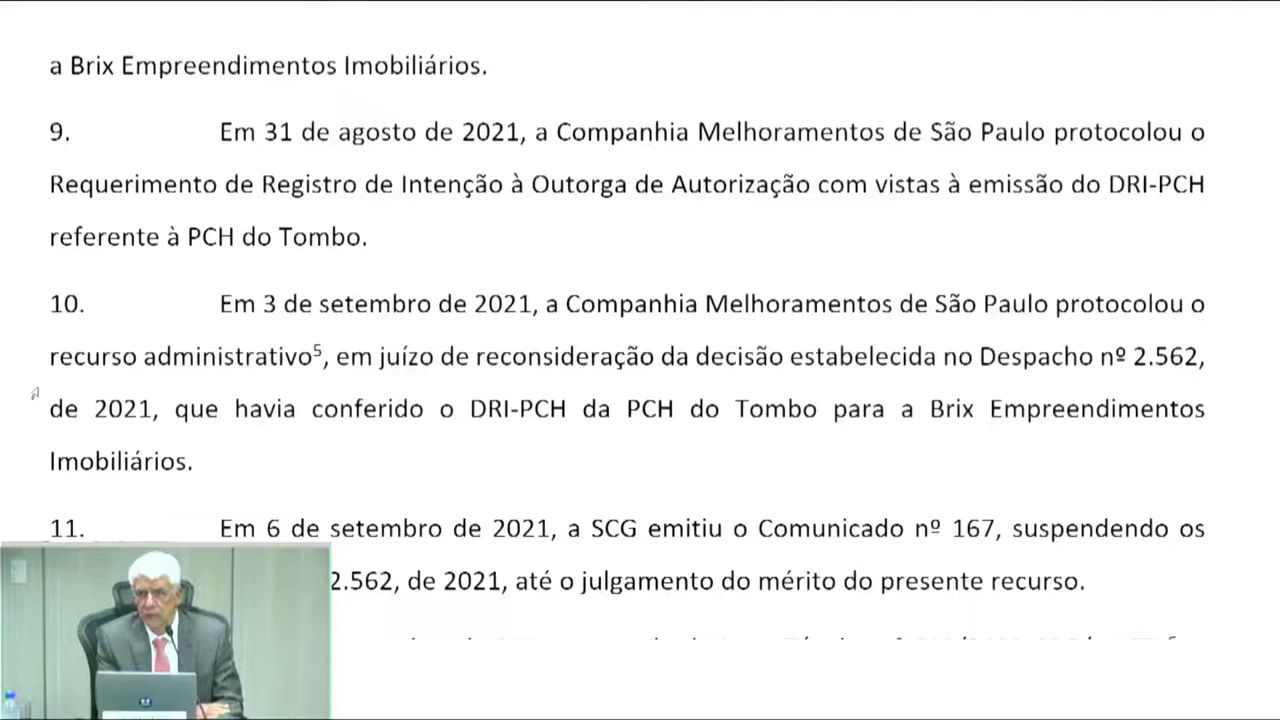 a Brix Empreendimentos Imobiliários.
9. Em 31 de agosto de 2021, a Companhia Melhoramentos de São Paulo protocolou o
Requerimento de Registro de Intenção à Outorga de Autorização com vistas à emissão do DRI-PCH
referente à PCH do Tombo.
10. Em 3 de setembro de 2021, a Companhia Melhoramentos de São Paulo protocolou o
recurso administrativo⁵, em juízo de reconsideração da decisão estabelecida no Despacho nº 2.562,
de 2021, que havia conferido o DRI-PCH da PCH do Tombo para a Brix Empreendimentos
Imobiliários.
11. Em 6 de setembro de 2021, a SCG emitiu o Comunicado nº 167, suspendendo os
2.562, de 2021, até o julgamento do mérito do presente recurso.